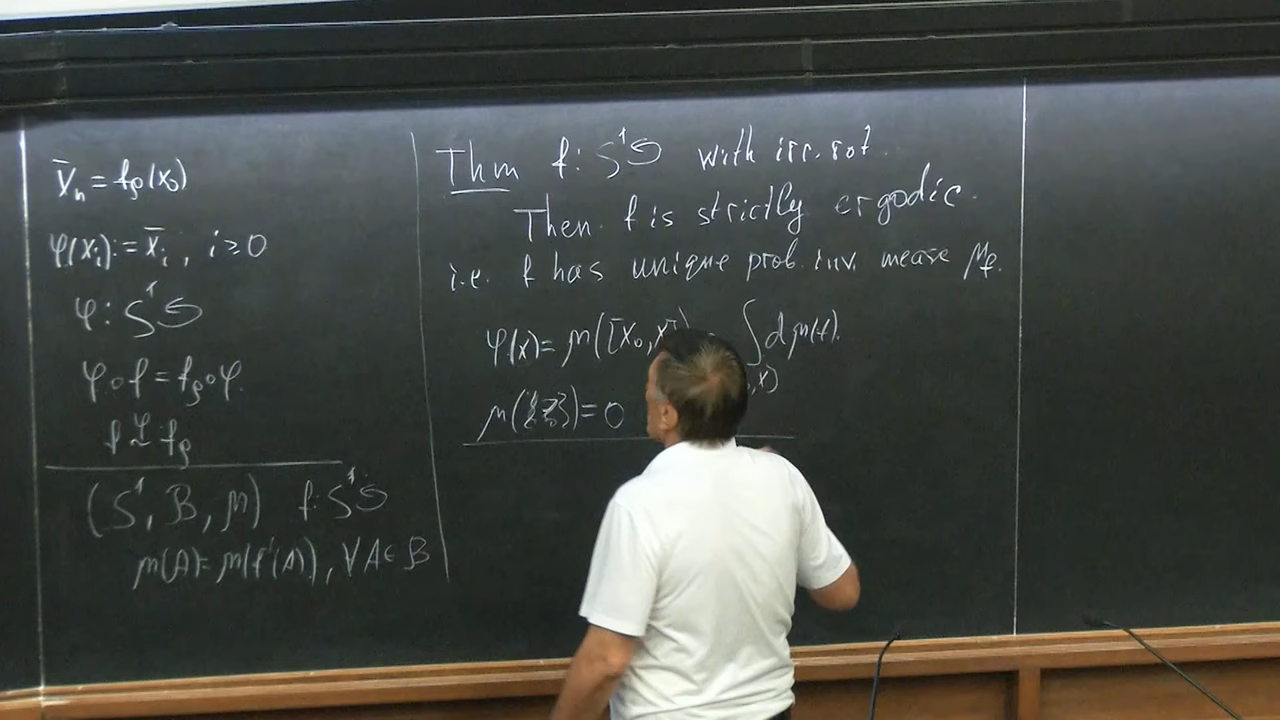 x̄ₙ = f_ρ(x₀)
φ(xᵢ) := x̄ᵢ, i ≥ 0
φ: S¹↺
φ∘f = f_ρ∘φ.
f ~^φ f_ρ
(S¹, B, μ) f: S¹↺
μ(A) = μ(f⁻¹(A)), ∀A∈B
Thm f: S¹↺ with irr. rot.
Then f is strictly ergodic.
i.e. f has unique prob. inv. measure μ_f.
φ(x) = μ([x₀, x]) = ∫ dμ(t).
, x)
μ({ }) = 0